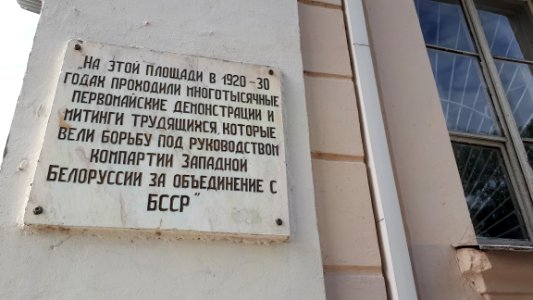 „НА ЭТОЙ ПЛОЩАДИ В 1920-30
ГОДАХ ПРОХОДИЛИ МНОГОТЫСЯЧНЫЕ
ПЕРВОМАЙСКИЕ ДЕМОНСТРАЦИИ И
МИТИНГИ ТРУДЯЩИХСЯ, КОТОРЫЕ
ВЕЛИ БОРЬБУ ПОД РУКОВОДСТВОМ
КОМПАРТИИ ЗАПАДНОЙ
БЕЛОРУССИИ ЗА ОБЪЕДИНЕНИЕ С
БССР"